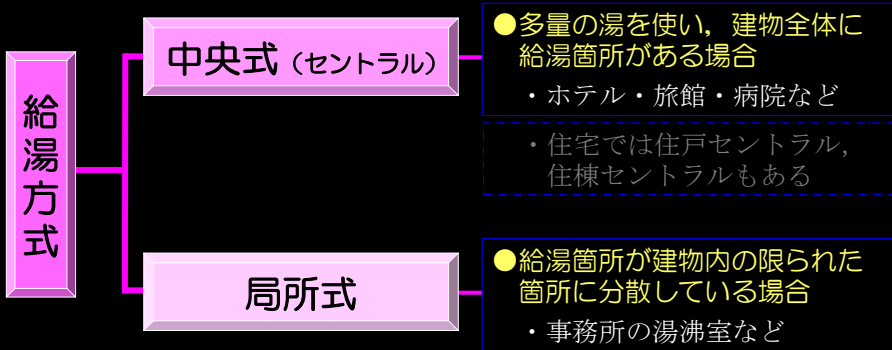 給湯方式
中央式（セントラル）
●多量の湯を使い，建物全体に
給湯箇所がある場合
・ホテル・旅館・病院など
・住宅では住戸セントラル，
住棟セントラルもある
局所式
●給湯箇所が建物内の限られた
箇所に分散している場合
・事務所の湯沸室など